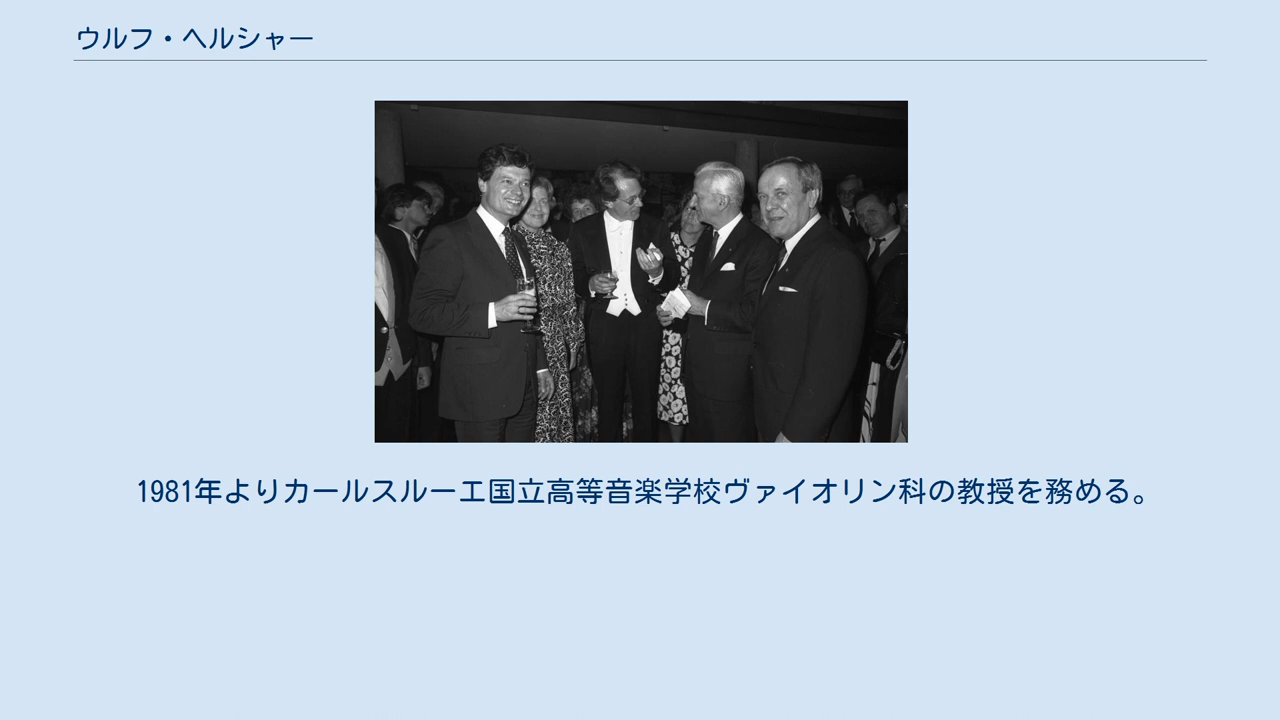 ウルフ・ヘルシャー
1981年よりカールスルーエ国立高等音楽学校ヴァイオリン科の教授を務める。